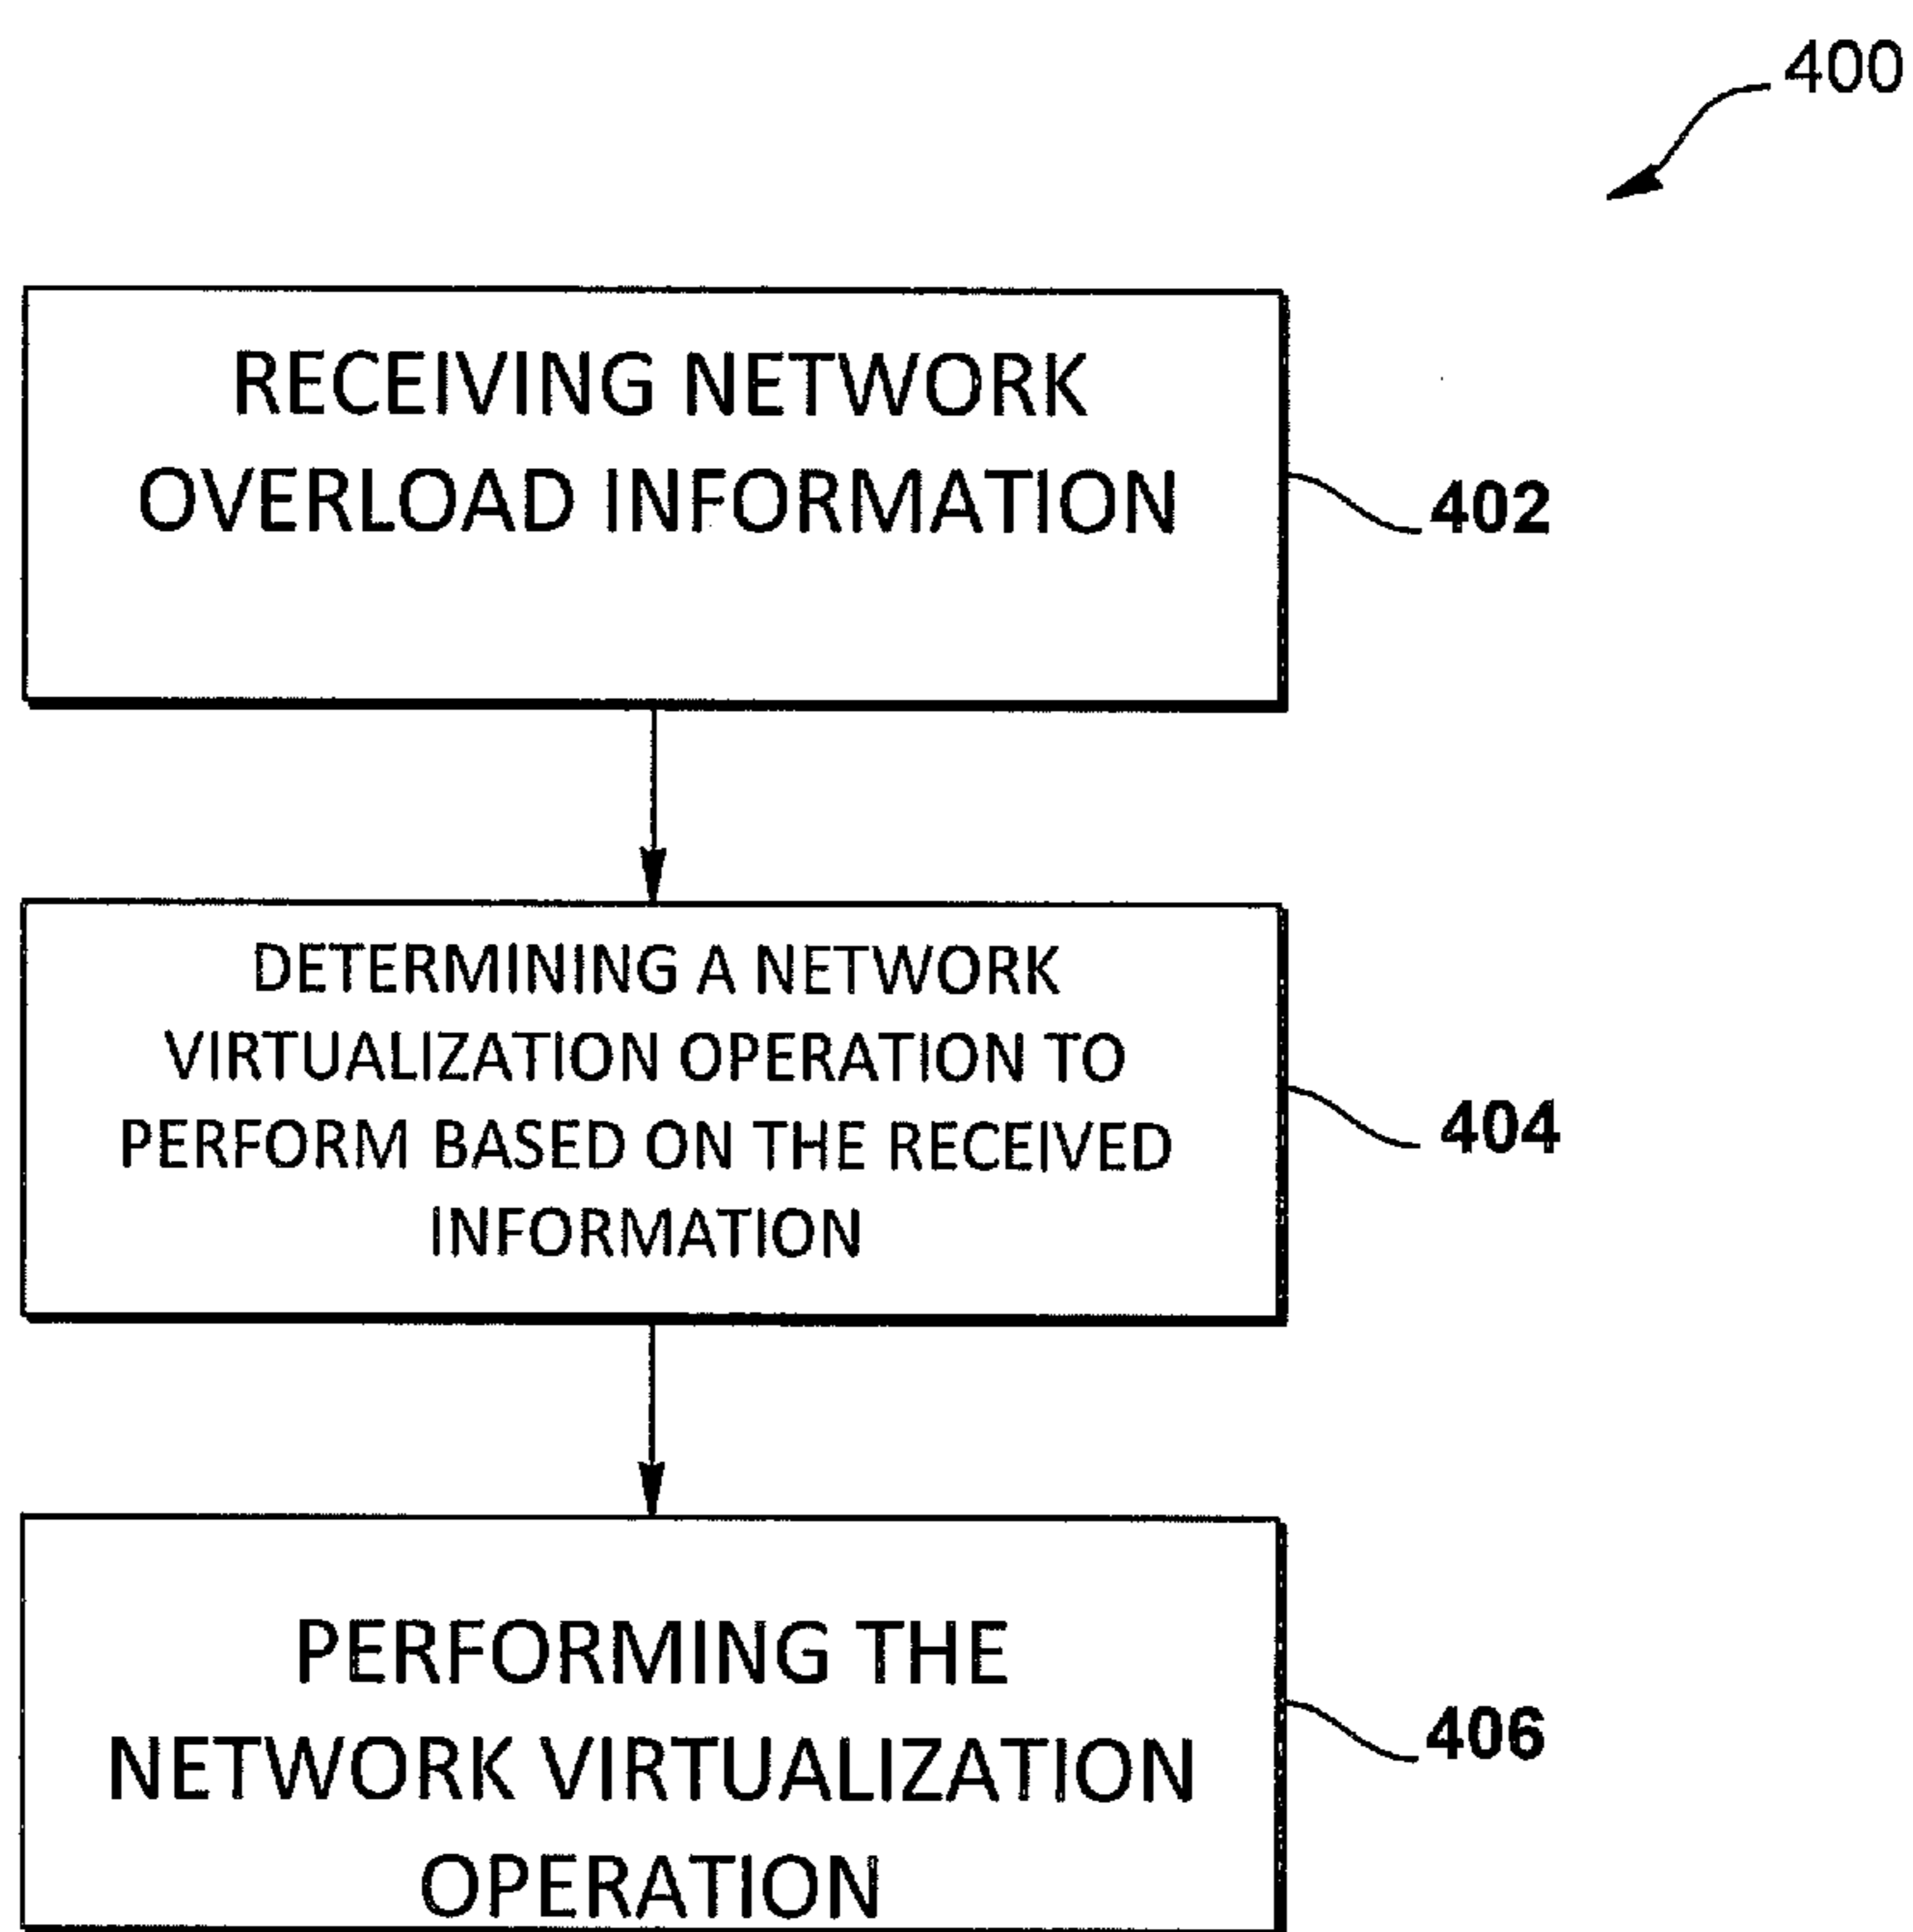 400
RECEIVING NETWORK
OVERLOAD INFORMATION
402
DETERMINING A NETWORK
VIRTUALIZATION OPERATION TO
PERFORM BASED ON THE RECEIVED
INFORMATION
404
PERFORMING THE
NETWORK VIRTUALIZATION
OPERATION
406